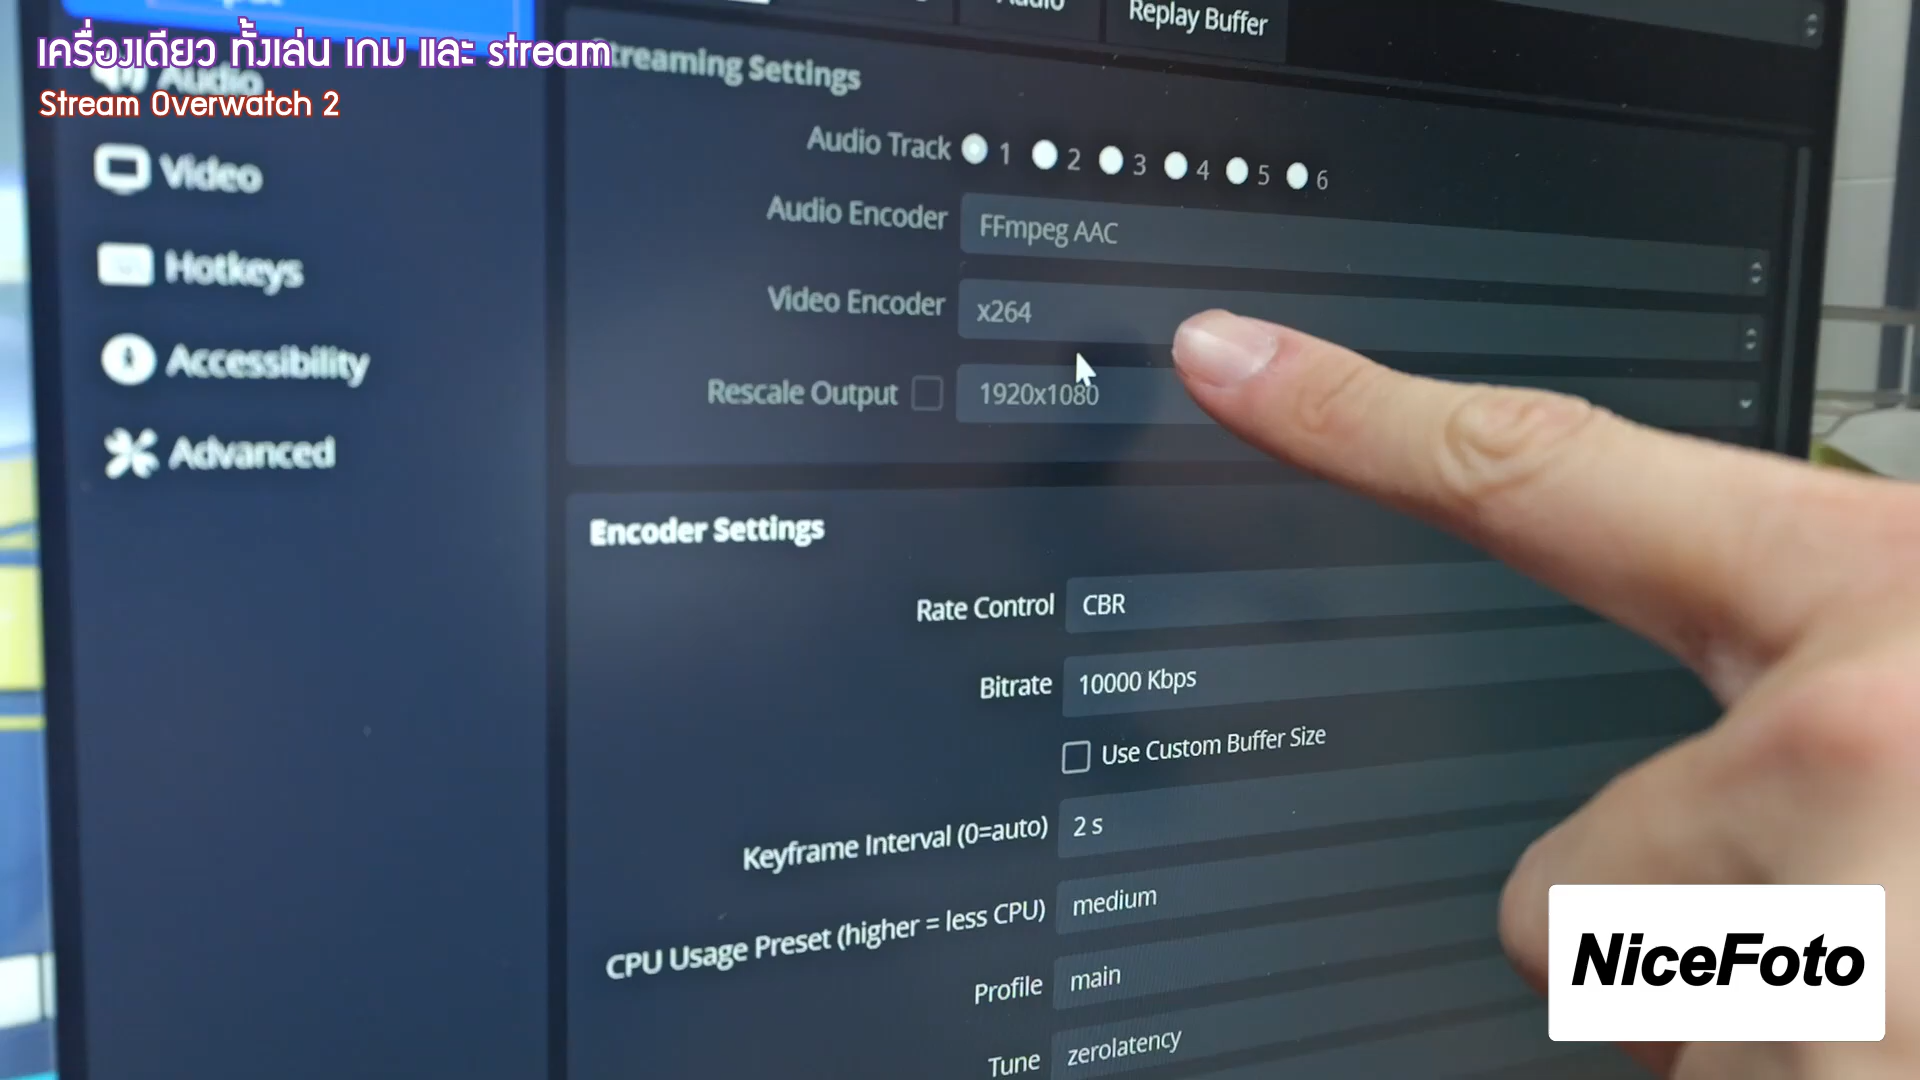 เครื่องเดียว ทั้งเล่น เกม และ stream
Stream Overwatch 2
Audio
Video
Hotkeys
Accessibility
Advanced
Audio
Replay Buffer
Streaming Settings
Audio Track 1 2 3 4 5 6
Audio Encoder FFmpeg AAC
Video Encoder x264
Rescale Output 1920x1080
Encoder Settings
Rate Control CBR
Bitrate 10000 Kbps
Use Custom Buffer Size
Keyframe Interval (0=auto) 2 s
CPU Usage Preset (higher = less CPU) medium
Profile main
Tune zerolatency
NiceFoto